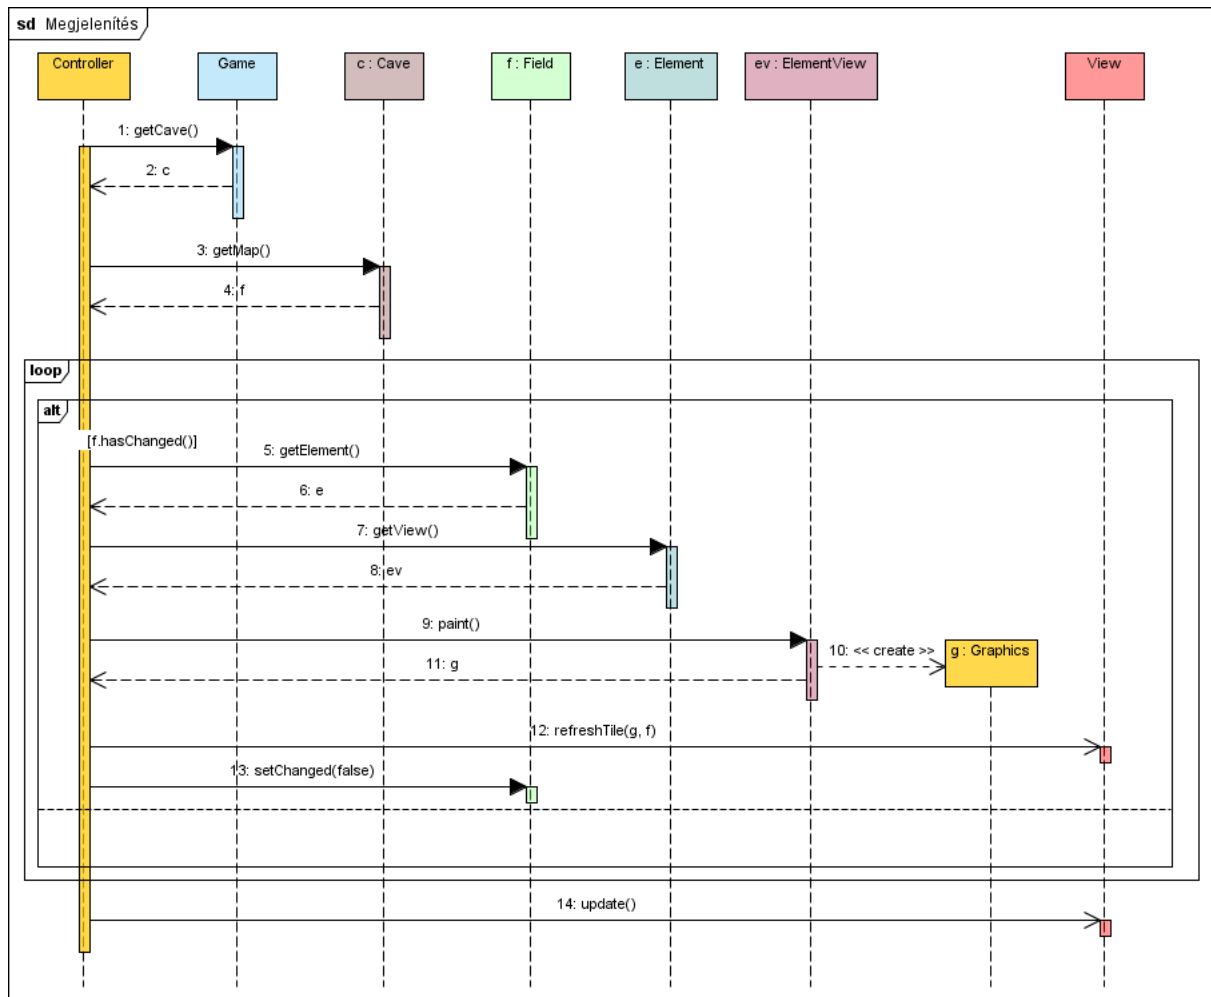 sd Megjelenítés
Controller
Game
c : Cave
f : Field
e : Element
ev : ElementView
View
1: getCave()
2: c
3: getMap()
4: f
loop
alt
[f.hasChanged()]
5: getElement()
6: e
7: getView()
8: ev
9: paint()
10: << create >>
g : Graphics
11: g
12: refreshTile(g, f)
13: setChanged(false)
14: update()